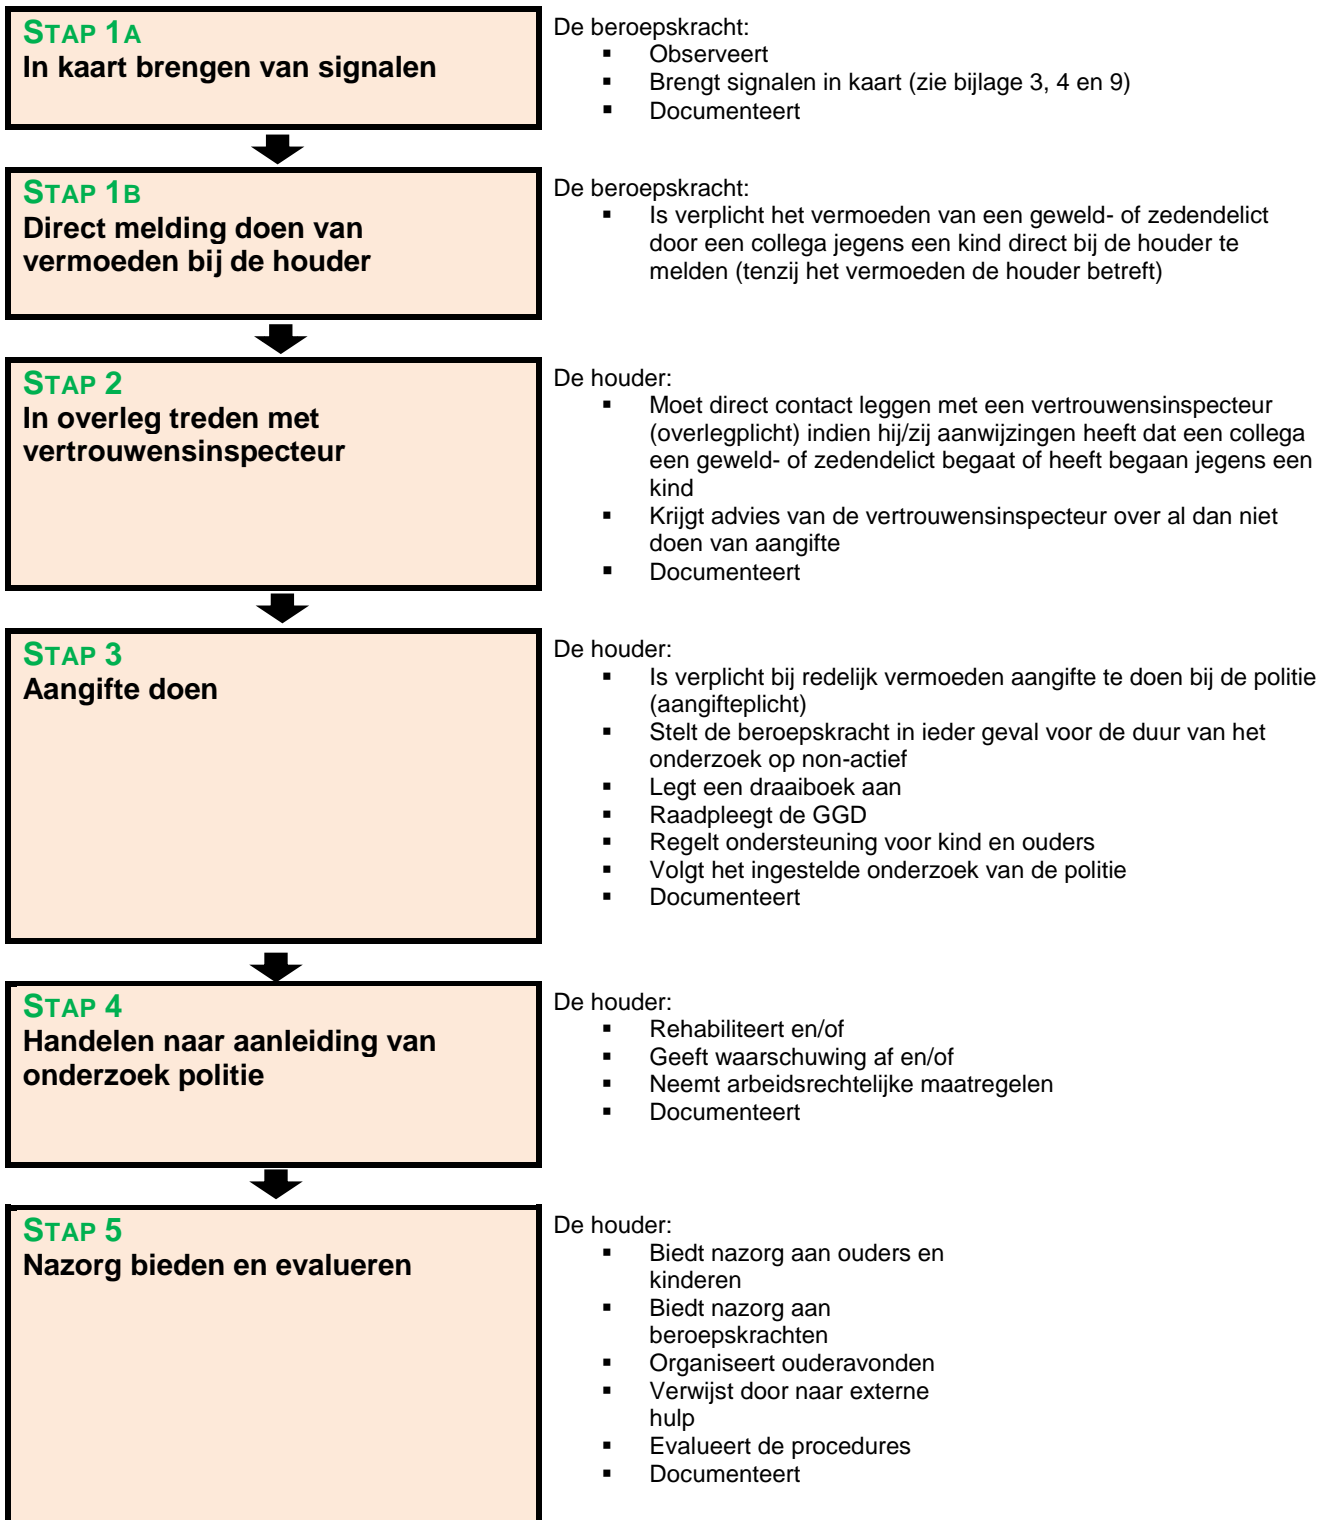 STAP 1A
In kaart brengen van signalen
De beroepskracht:
▪ Observeert
▪ Brengt signalen in kaart (zie bijlage 3, 4 en 9)
▪ Documenteert
STAP 1B
Direct melding doen van
vermoeden bij de houder
De beroepskracht:
▪ Is verplicht het vermoeden van een geweld- of zedendelict
door een collega jegens een kind direct bij de houder te
melden (tenzij het vermoeden de houder betreft)
STAP 2
In overleg treden met
vertrouwensinspecteur
De houder:
▪ Moet direct contact leggen met een vertrouwensinspecteur
(overlegplicht) indien hij/zij aanwijzingen heeft dat een collega
een geweld- of zedendelict begaat of heeft begaan jegens een
kind
▪ Krijgt advies van de vertrouwensinspecteur over al dan niet
doen van aangifte
▪ Documenteert
STAP 3
Aangifte doen
De houder:
▪ Is verplicht bij redelijk vermoeden aangifte te doen bij de politie
(aangifteplicht)
▪ Stelt de beroepskracht in ieder geval voor de duur van het
onderzoek op non-actief
▪ Legt een draaiboek aan
▪ Raadpleegt de GGD
▪ Regelt ondersteuning voor kind en ouders
▪ Volgt het ingestelde onderzoek van de politie
▪ Documenteert
STAP 4
Handelen naar aanleiding van
onderzoek politie
De houder:
▪ Rehabiliteert en/of
▪ Geeft waarschuwing af en/of
▪ Neemt arbeidsrechtelijke maatregelen
▪ Documenteert
STAP 5
Nazorg bieden en evalueren
De houder:
▪ Biedt nazorg aan ouders en
kinderen
▪ Biedt nazorg aan
beroepskrachten
▪ Organiseert ouderavonden
▪ Verwijst door naar externe
hulp
▪ Evalueert de procedures
▪ Documenteert